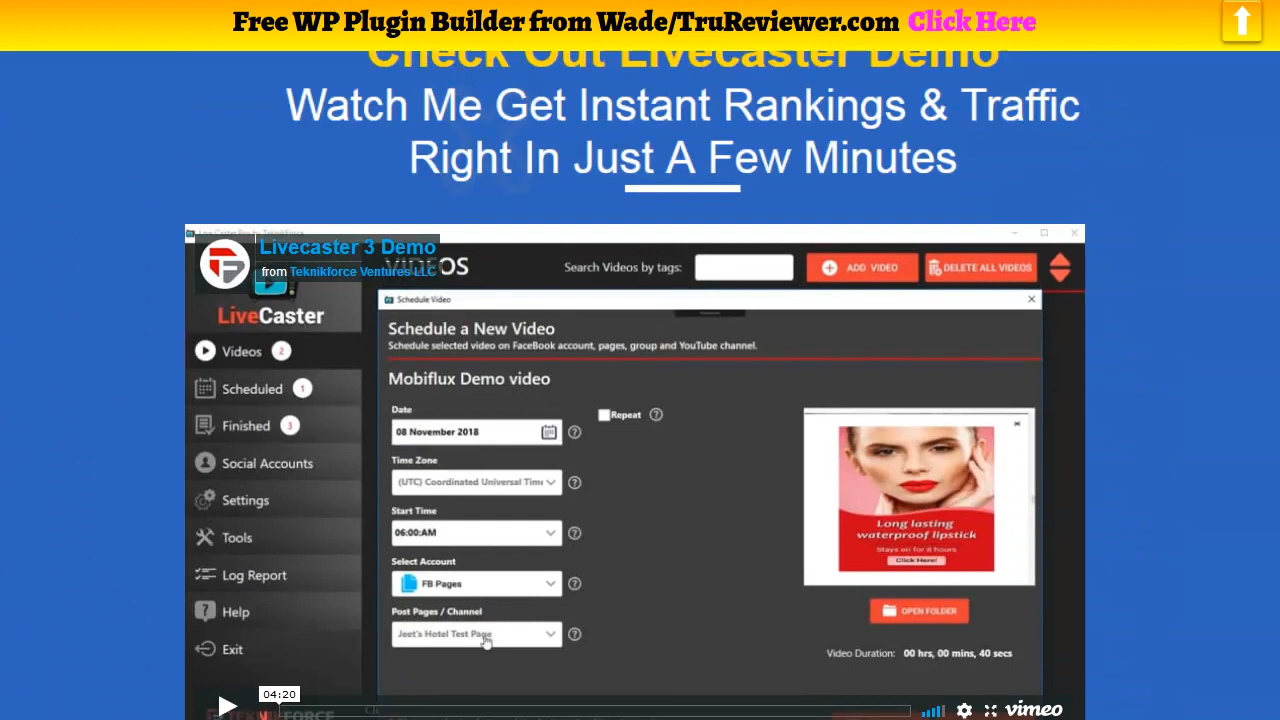 Free WP Plugin Builder from Wade/TruReviewer.com Click Here
Check Out Livecaster Demo
Watch Me Get Instant Rankings & Traffic
Right In Just A Few Minutes
Livecaster 3 Demo
from Teknikforce Ventures LLC
VIDEOS
Search Videos by tags:
ADD VIDEO
DELETE ALL VIDEOS
LiveCaster
Videos 2
Scheduled 1
Finished 3
Social Accounts
Settings
Tools
Log Report
Help
Exit
Schedule Video
Schedule a New Video
Schedule selected video on FaceBook account, pages, group and YouTube channel.
Mobiflux Demo video
Date
08 November 2018
Repeat
Time Zone
(UTC) Coordinated Universal Time
Start Time
06:00:AM
Select Account
FB Pages
Post Pages / Channel
Jeet's Hotel Test Page
Long lasting
waterproof lipstick
Stays on for 8 hours
Click Here!
OPEN FOLDER
Video Duration: 00 hrs, 00 mins, 40 secs
04:20
vimeo